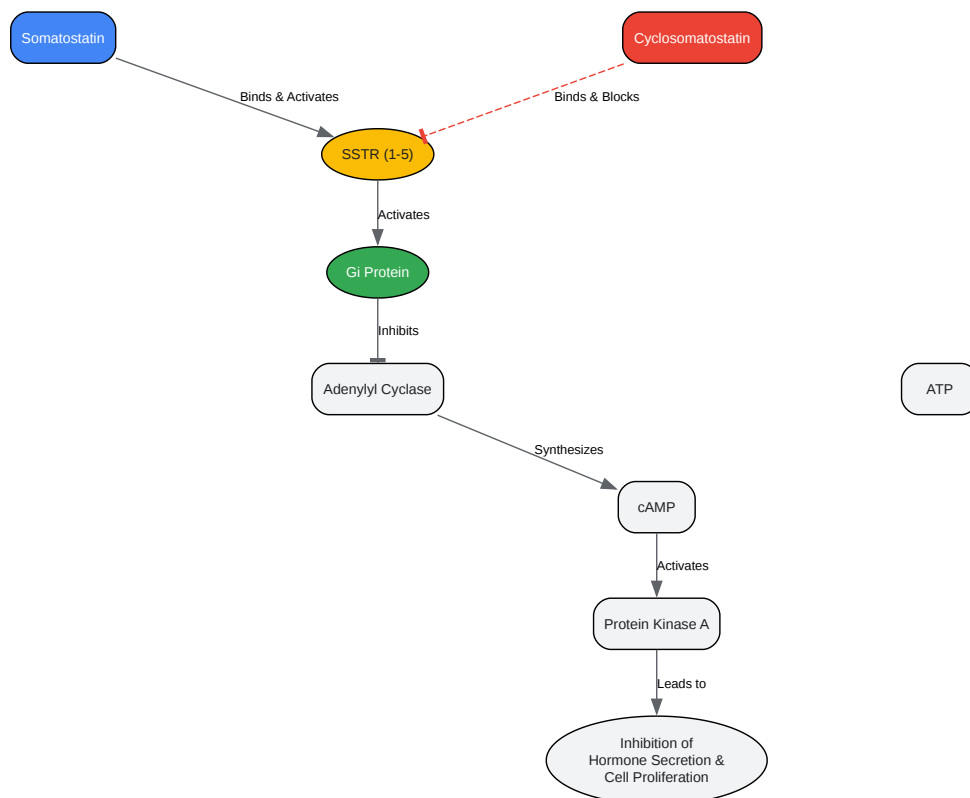 Somatostatin
Cyclosomatostatin
Binds & Activates
Binds & Blocks
SSTR (1-5)
Activates
Gi Protein
Inhibits
Adenylyl Cyclase
ATP
Synthesizes
cAMP
Activates
Protein Kinase A
Leads to
Inhibition of
Hormone Secretion &
Cell Proliferation